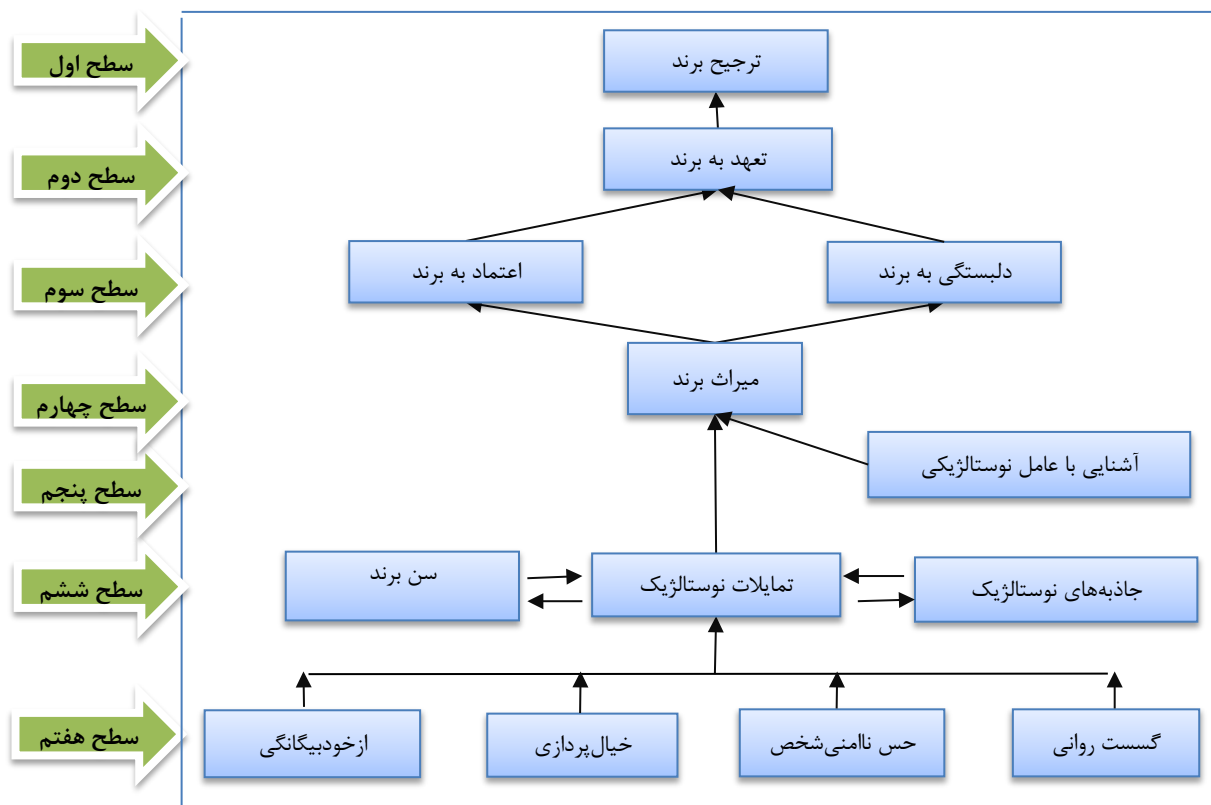 سطح اول
ترجیح برند
سطح دوم
تعهد به برند
سطح سوم
دلبستگی به برند
اعتماد به برند
سطح چهارم
میراث برند
سطح پنجم
آشنایی با عامل نوستالژیکی
سطح ششم
جاذبه‌های نوستالژیک
تمایلات نوستالژیک
سن برند
سطح هفتم
گسست روانی
حس ناامنی‌شخص
خیال‌پردازی
ازخودبیگانگی